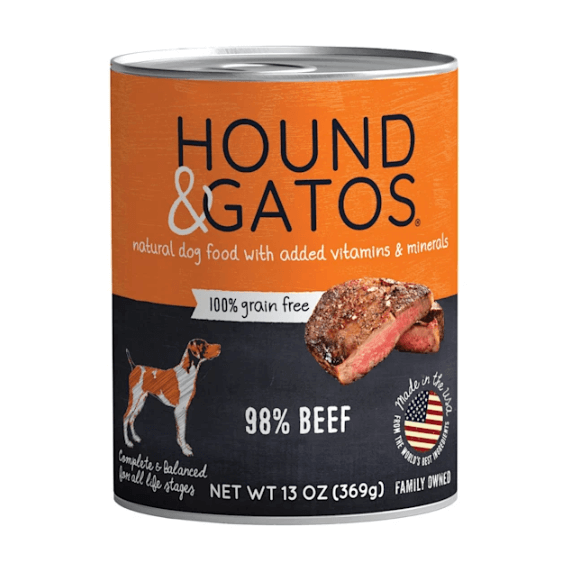 HOUND
&GATOS®
natural dog food with added vitamins & minerals
100% grain free
98% BEEF
Made in the USA
FROM THE WORLD'S BEST INGREDIENTS
Complete & Balanced
for all life stages
NET WT 13 OZ (369g)
FAMILY OWNED